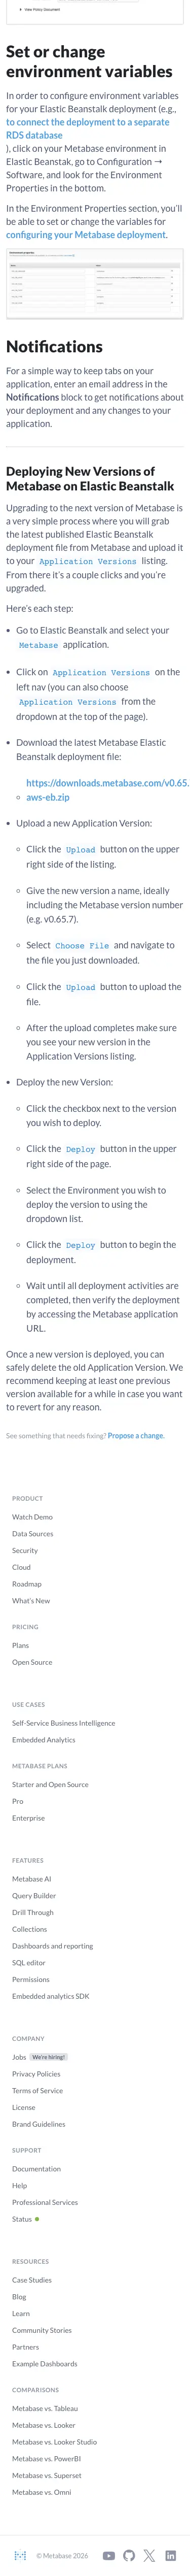 View Policy Document
Set or change
environment variables
In order to configure environment variables
for your Elastic Beanstalk deployment (e.g.,
to connect the deployment to a separate
RDS database
), click on your Metabase environment in
Elastic Beanstak, go to Configuration →
Software, and look for the Environment
Properties in the bottom.
In the Environment Properties section, you'll
be able to set or change the variables for
configuring your Metabase deployment.
Notifications
For a simple way to keep tabs on your
application, enter an email address in the
Notifications block to get notifications about
your deployment and any changes to your
application.
Deploying New Versions of
Metabase on Elastic Beanstalk
Upgrading to the next version of Metabase is
a very simple process where you will grab
the latest published Elastic Beanstalk
deployment file from Metabase and upload it
to your Application Versions listing.
From there it's a couple clicks and you're
upgraded.
Here's each step:
Go to Elastic Beanstalk and select your
Metabase application.
Click on Application Versions on the
left nav (you can also choose
Application Versions from the
dropdown at the top of the page).
Download the latest Metabase Elastic
Beanstalk deployment file:
https://downloads.metabase.com/v0.65.
aws-eb.zip
Upload a new Application Version:
Click the Upload button on the upper
right side of the listing.
Give the new version a name, ideally
including the Metabase version number
(e.g. v0.65.7).
Select Choose File and navigate to
the file you just downloaded.
Click the Upload button to upload the
file.
After the upload completes make sure
you see your new version in the
Application Versions listing.
Deploy the new Version:
Click the checkbox next to the version
you wish to deploy.
Click the Deploy button in the upper
right side of the page.
Select the Environment you wish to
deploy the version to using the
dropdown list.
Click the Deploy button to begin the
deployment.
Wait until all deployment activities are
completed, then verify the deployment
by accessing the Metabase application
URL.
Once a new version is deployed, you can
safely delete the old Application Version. We
recommend keeping at least one previous
version available for a while in case you want
to revert for any reason.
See something that needs fixing? Propose a change.
PRODUCT
Watch Demo
Data Sources
Security
Cloud
Roadmap
What's New
PRICING
Plans
Open Source
USE CASES
Self-Service Business Intelligence
Embedded Analytics
METABASE PLANS
Starter and Open Source
Pro
Enterprise
FEATURES
Metabase AI
Query Builder
Drill Through
Collections
Dashboards and reporting
SQL editor
Permissions
Embedded analytics SDK
COMPANY
Jobs We're hiring!
Privacy Policies
Terms of Service
License
Brand Guidelines
SUPPORT
Documentation
Help
Professional Services
Status
RESOURCES
Case Studies
Blog
Learn
Community Stories
Partners
Example Dashboards
COMPARISONS
Metabase vs. Tableau
Metabase vs. Looker
Metabase vs. Looker Studio
Metabase vs. PowerBI
Metabase vs. Superset
Metabase vs. Omni
© Metabase 2026